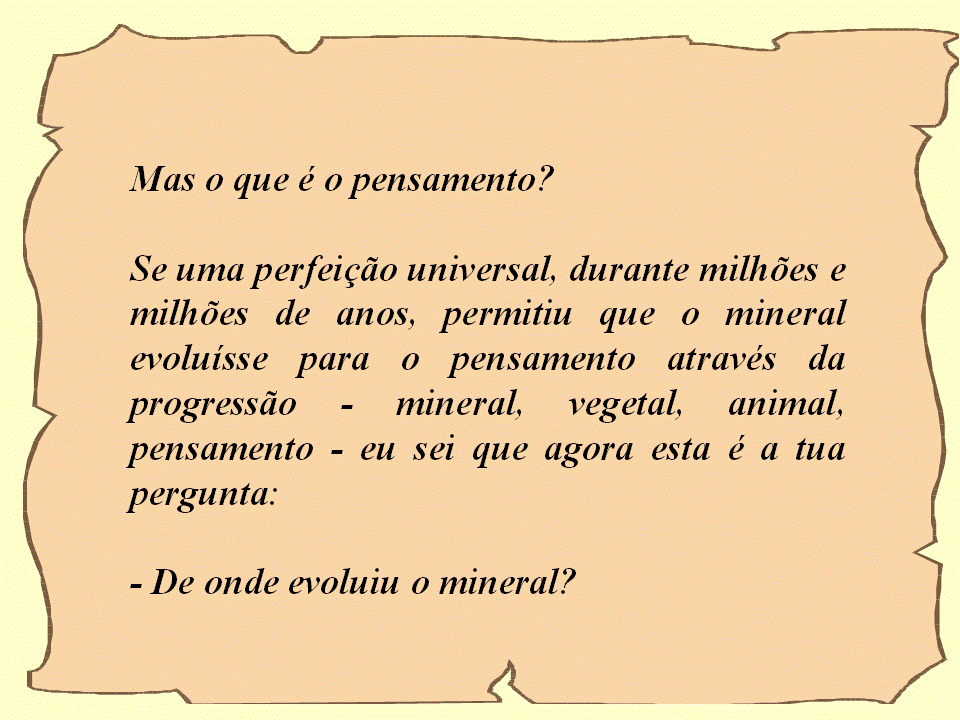 Mas o que é o pensamento?
Se uma perfeição universal, durante milhões e
milhões de anos, permitiu que o mineral
evoluísse para o pensamento através da
progressão - mineral, vegetal, animal,
pensamento - eu sei que agora esta é a tua
pergunta:
- De onde evoluiu o mineral?